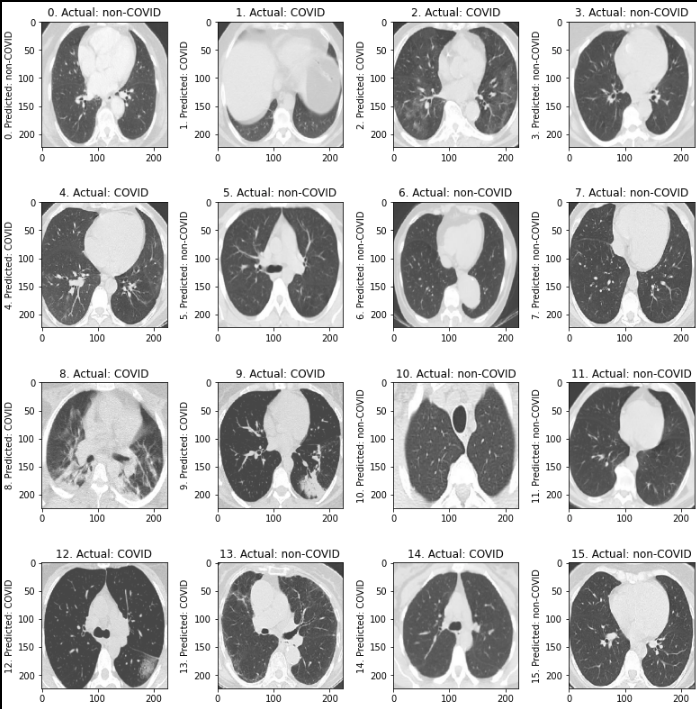 0. Actual: non-COVID
0. Predicted: non-COVID
0
50
100
150
200
0 100 200
1. Actual: COVID
1. Predicted: COVID
0
50
100
150
200
0 100 200
2. Actual: COVID
2. Predicted: COVID
0
50
100
150
200
0 100 200
3. Actual: non-COVID
3. Predicted: non-COVID
0
50
100
150
200
0 100 200
4. Actual: COVID
4. Predicted: COVID
0
50
100
150
200
0 100 200
5. Actual: non-COVID
5. Predicted: non-COVID
0
50
100
150
200
0 100 200
6. Actual: non-COVID
6. Predicted: non-COVID
0
50
100
150
200
0 100 200
7. Actual: non-COVID
7. Predicted: non-COVID
0
50
100
150
200
0 100 200
8. Actual: COVID
8. Predicted: COVID
0
50
100
150
200
0 100 200
9. Actual: COVID
9. Predicted: COVID
0
50
100
150
200
0 100 200
10. Actual: non-COVID
10. Predicted: non-COVID
0
50
100
150
200
0 100 200
11. Actual: non-COVID
11. Predicted: non-COVID
0
50
100
150
200
0 100 200
12. Actual: COVID
12. Predicted: COVID
0
50
100
150
200
0 100 200
13. Actual: non-COVID
13. Predicted: COVID
0
50
100
150
200
0 100 200
14. Actual: COVID
14. Predicted: COVID
0
50
100
150
200
0 100 200
15. Actual: non-COVID
15. Predicted: non-COVID
0
50
100
150
200
0 100 200